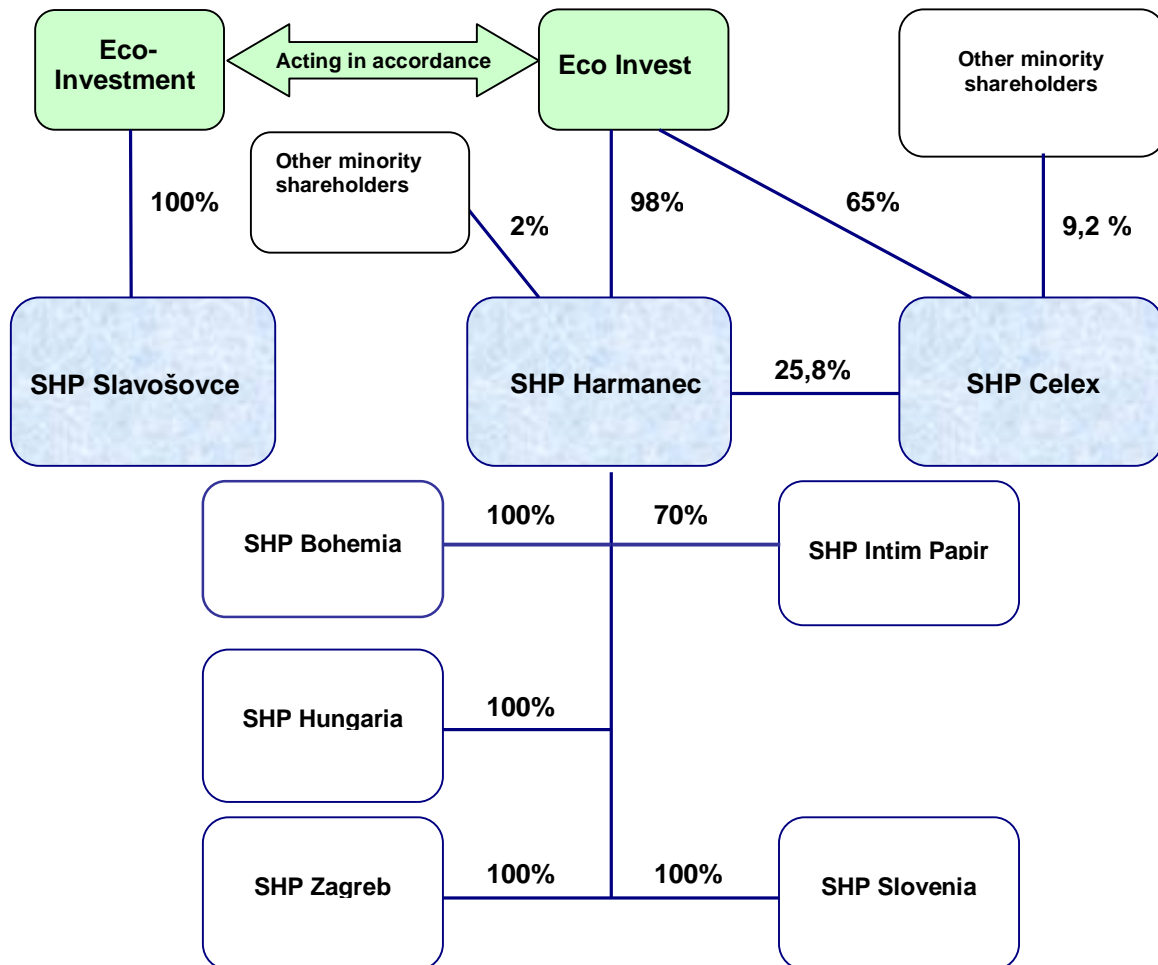 Eco-
Investment
Acting in accordance
Eco Invest
Other minority
shareholders
Other minority
shareholders
100%
2%
98%
65%
9,2 %
SHP Slavošovce
SHP Harmanec
25,8%
SHP Celex
SHP Bohemia
100%
70%
SHP Intim Papir
SHP Hungaria
100%
SHP Zagreb
100%
100%
SHP Slovenia